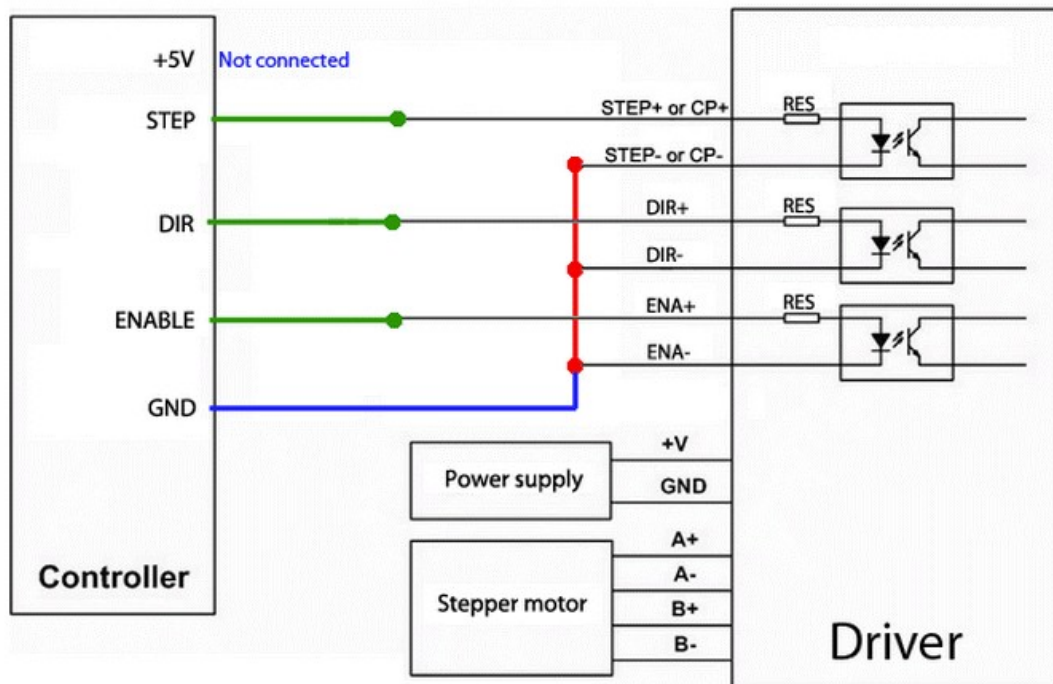 +5V Not connected
STEP
STEP+ or CP+
RES
STEP- or CP-
DIR
DIR+
RES
DIR-
ENABLE
ENA+
RES
ENA-
GND
Power supply
+V
GND
Controller
Stepper motor
A+
A-
B+
B-
Driver